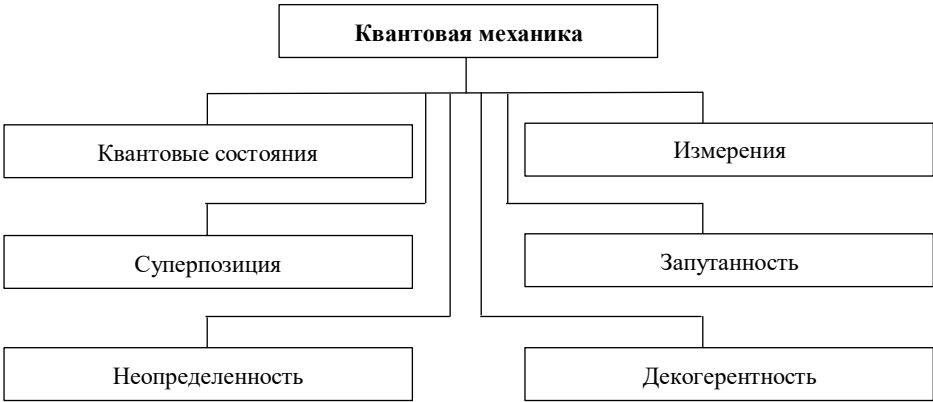 Квантовая механика
Квантовые состояния
Измерения
Суперпозиция
Запутанность
Неопределенность
Декогерентность